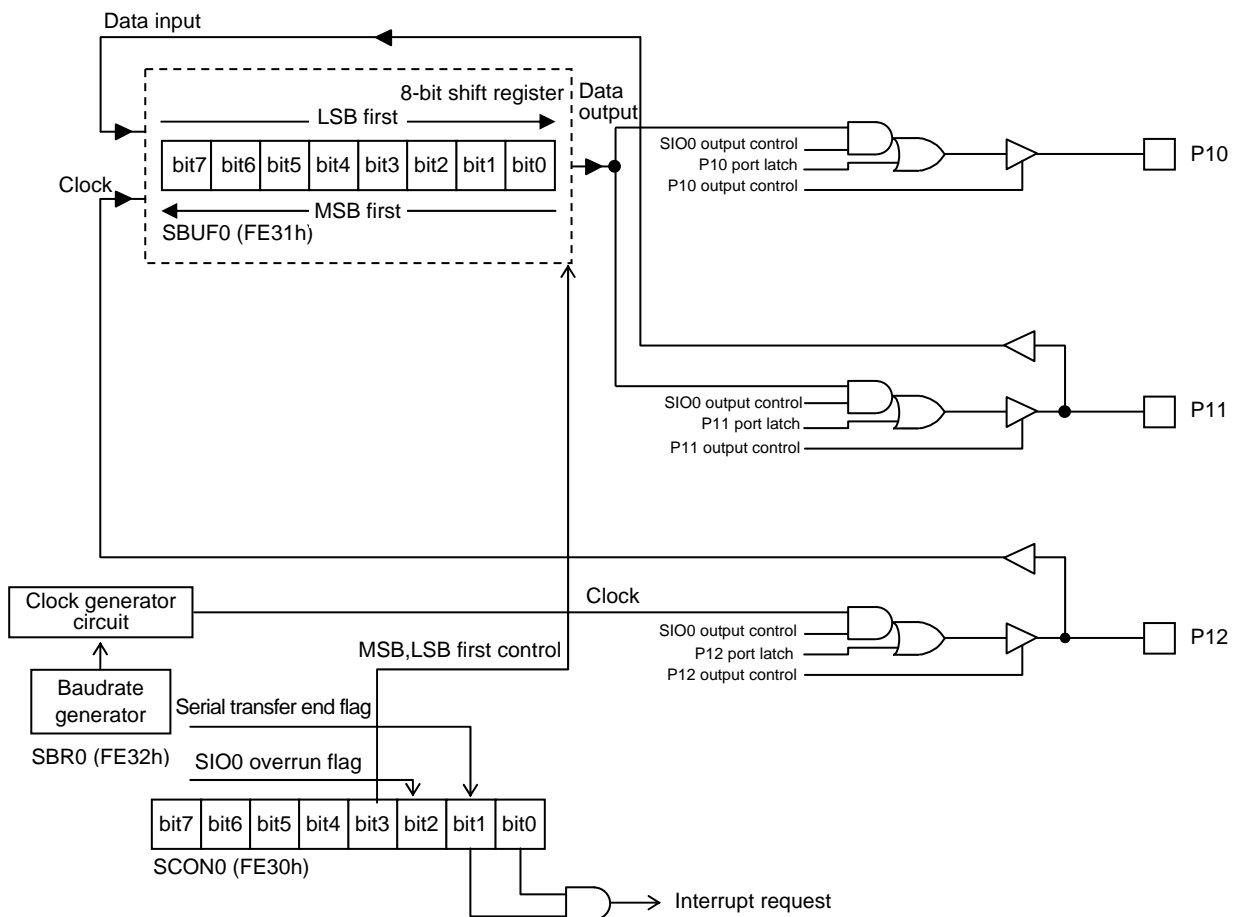 Data input
8-bit shift register
Data
output
LSB first
bit7 bit6 bit5 bit4 bit3 bit2 bit1 bit0
Clock
MSB first
SBUF0 (FE31h)
SIO0 output control
P10 port latch
P10 output control
P10
SIO0 output control
P11 port latch
P11 output control
P11
Clock generator
circuit
Clock
SIO0 output control
P12 port latch
P12 output control
P12
MSB,LSB first control
Baudrate
generator
SBR0 (FE32h)
Serial transfer end flag
SIO0 overrun flag
bit7 bit6 bit5 bit4 bit3 bit2 bit1 bit0
SCON0 (FE30h)
Interrupt request